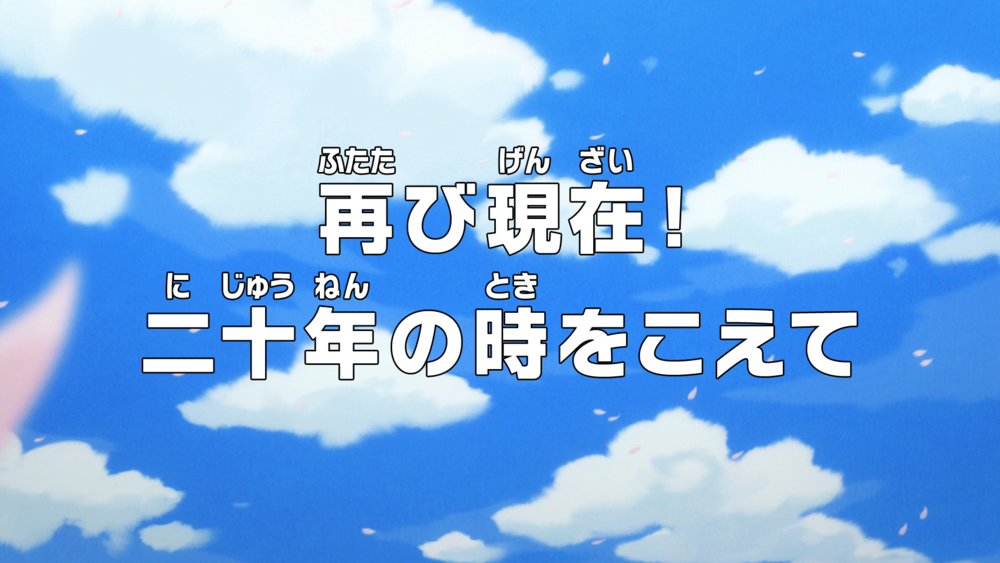 ふたた げん ざい
再び現在!
に じゅう ねん とき
二十年の時をこえて